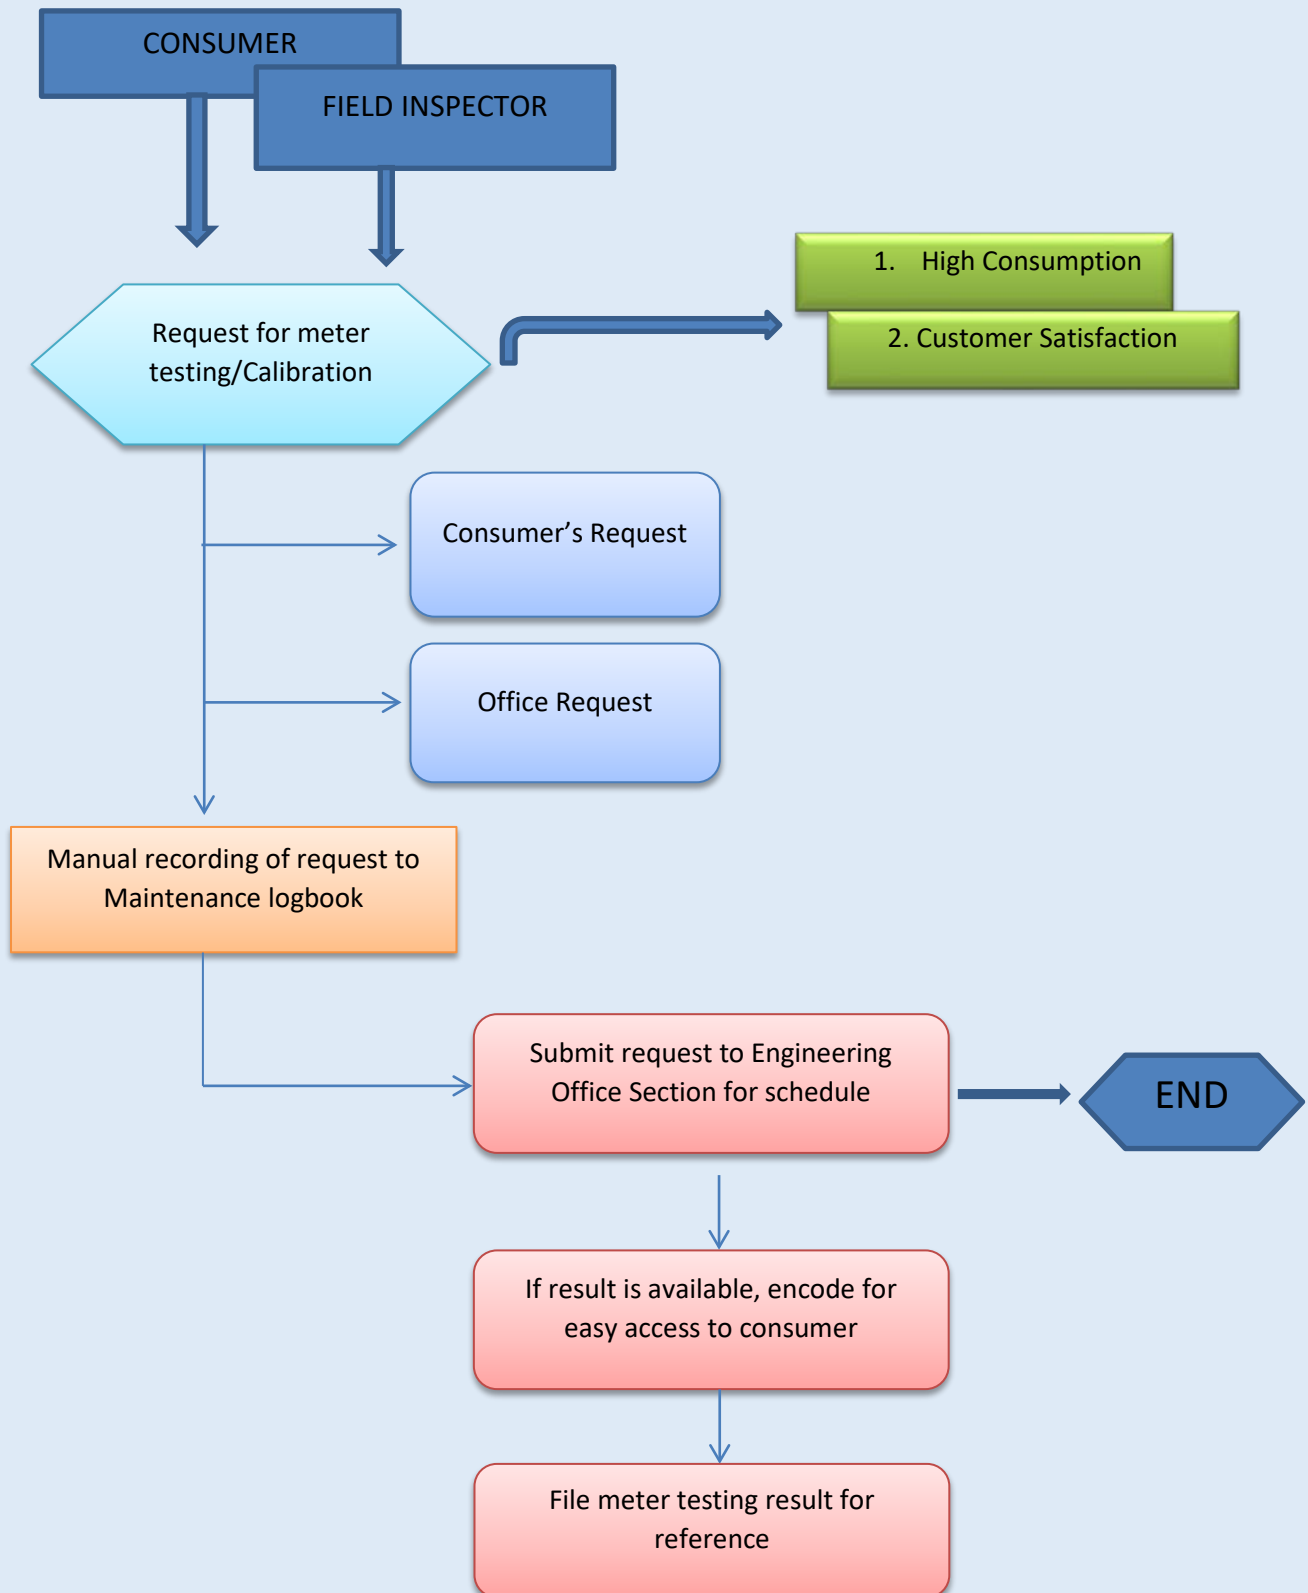 CONSUMER
FIELD INSPECTOR
1. High Consumption
2. Customer Satisfaction
Request for meter
testing/Calibration
Consumer’s Request
Office Request
Manual recording of request to
Maintenance logbook
Submit request to Engineering
Office Section for schedule
END
If result is available, encode for
easy access to consumer
File meter testing result for
reference